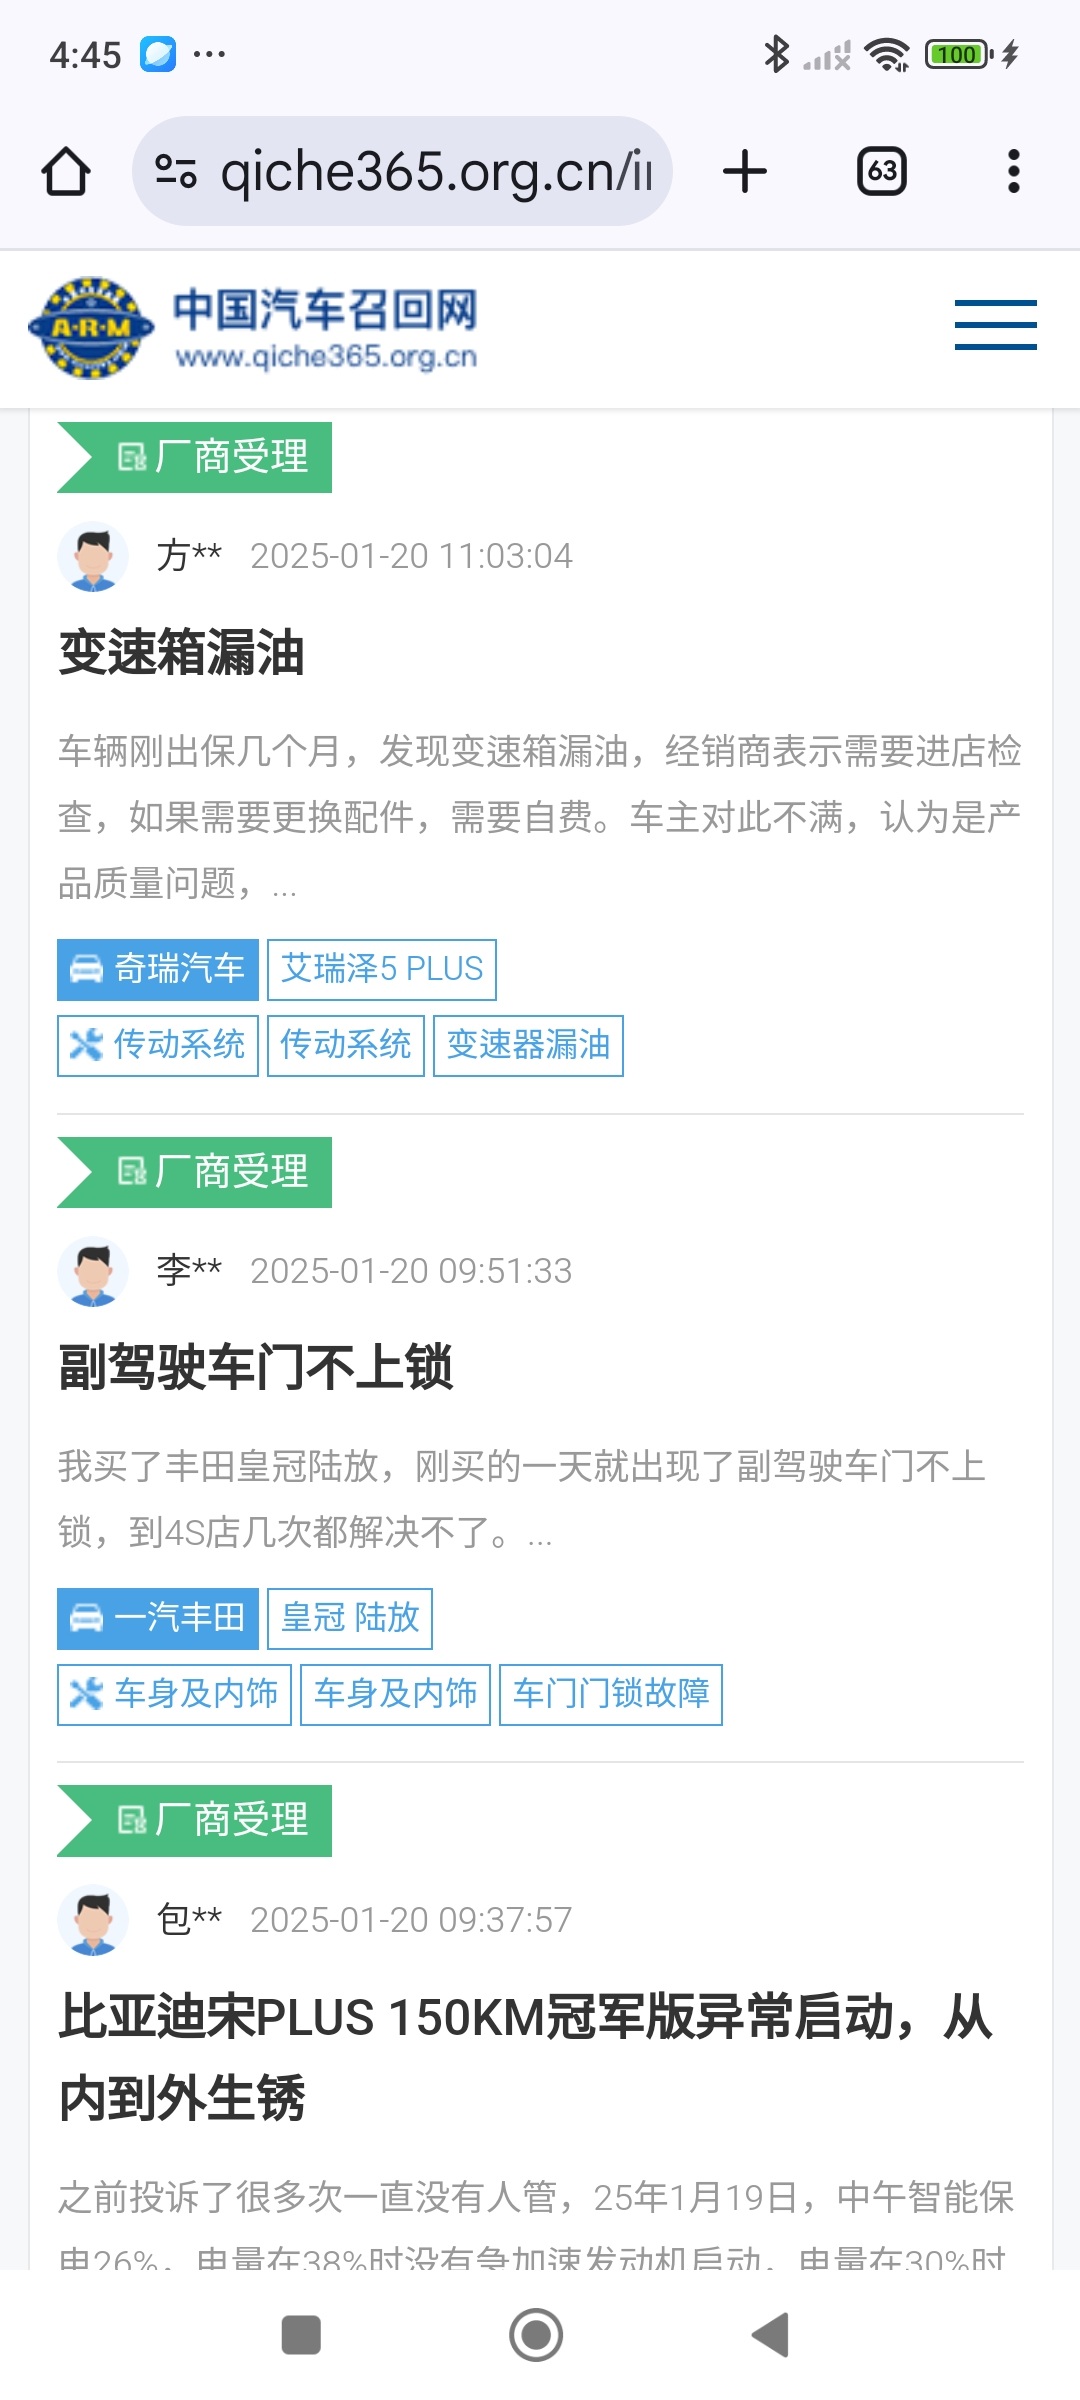 4:45
100
qiche365.org.cn/i
63
A·R·M
中国汽车召回网
www.qiche365.org.cn
厂商受理
方** 2025-01-20 11:03:04
变速箱漏油
车辆刚出保几个月，发现变速箱漏油，经销商表示需要进店检
查，如果需要更换配件，需要自费。车主对此不满，认为是产
品质量问题，...
奇瑞汽车 艾瑞泽5 PLUS
传动系统 传动系统 变速器漏油
厂商受理
李** 2025-01-20 09:51:33
副驾驶车门不上锁
我买了丰田皇冠陆放，刚买的一天就出现了副驾驶车门不上
锁，到4S店几次都解决不了。...
一汽丰田 皇冠 陆放
车身及内饰 车身及内饰 车门门锁故障
厂商受理
包** 2025-01-20 09:37:57
比亚迪宋PLUS 150KM冠军版异常启动，从
内到外生锈
之前投诉了很多次一直没有人管，25年1月19日，中午智能保
电26%，电量在38%时没有急加速发动机启动，电量在30%时